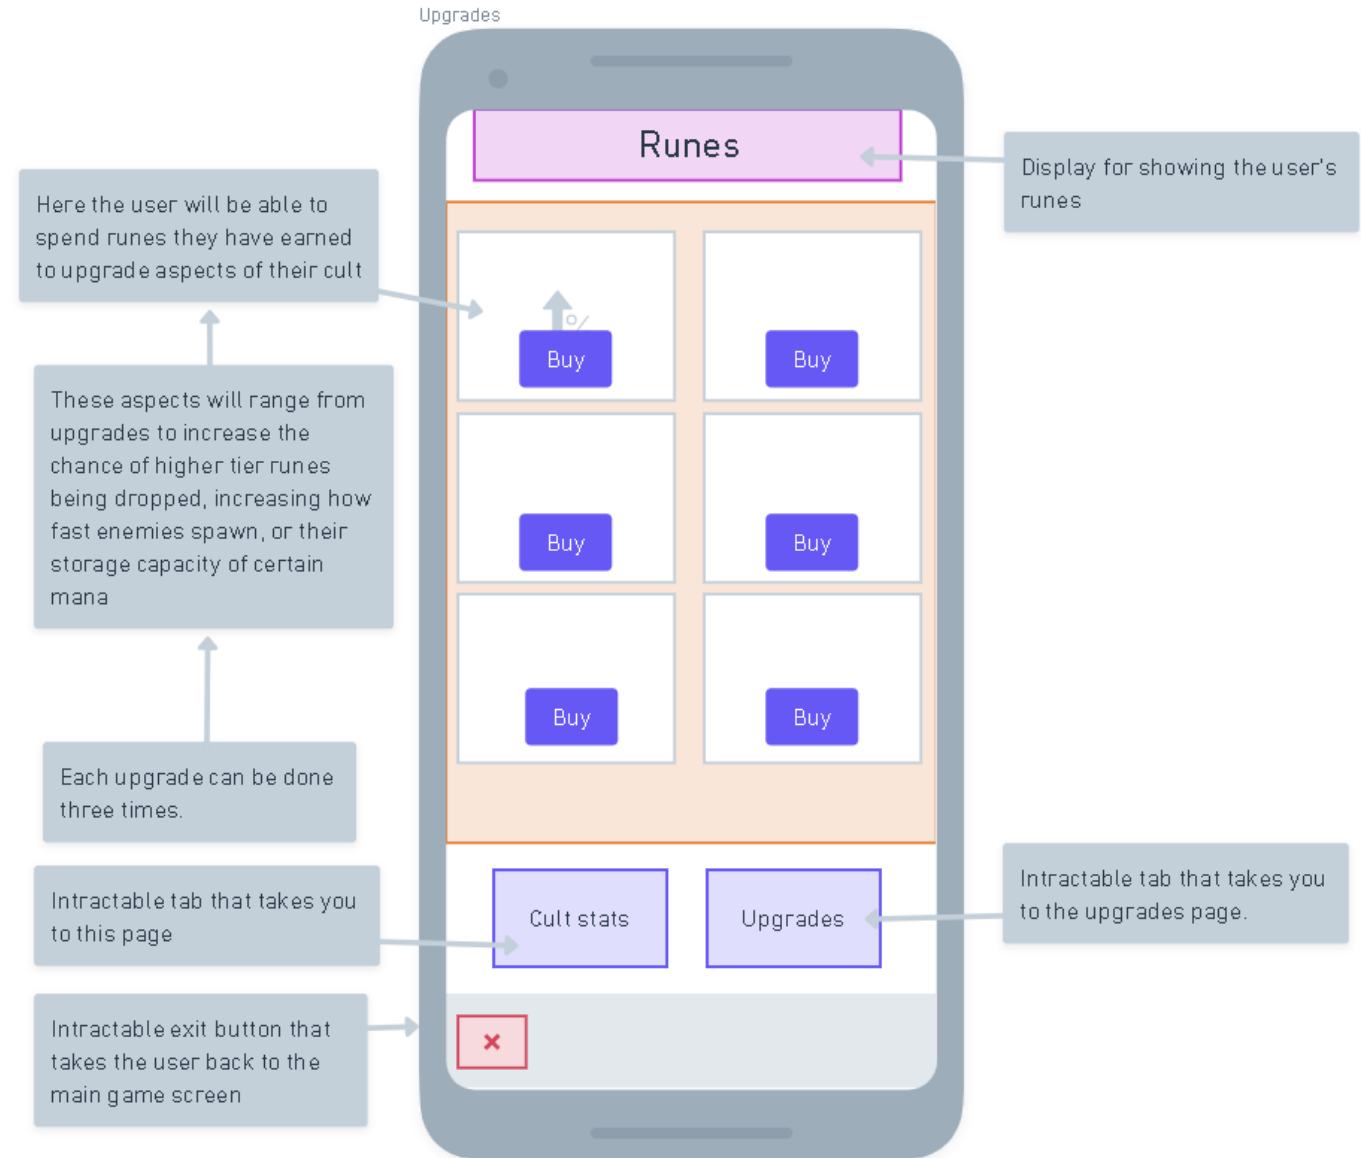 Upgrades
Runes
Display for showing the user's
runes
Here the user will be able to
spend runes they have earned
to upgrade aspects of their cult
%
Buy
Buy
These aspects will range from
upgrades to increase the
chance of higher tier runes
being dropped, increasing how
fast enemies spawn, or their
storage capacity of certain
mana
Buy
Buy
Buy
Buy
Each upgrade can be done
three times.
Intractable tab that takes you
to this page
Cult stats
Upgrades
Intractable tab that takes you
to the upgrades page.
Intractable exit button that
takes the user back to the
main game screen